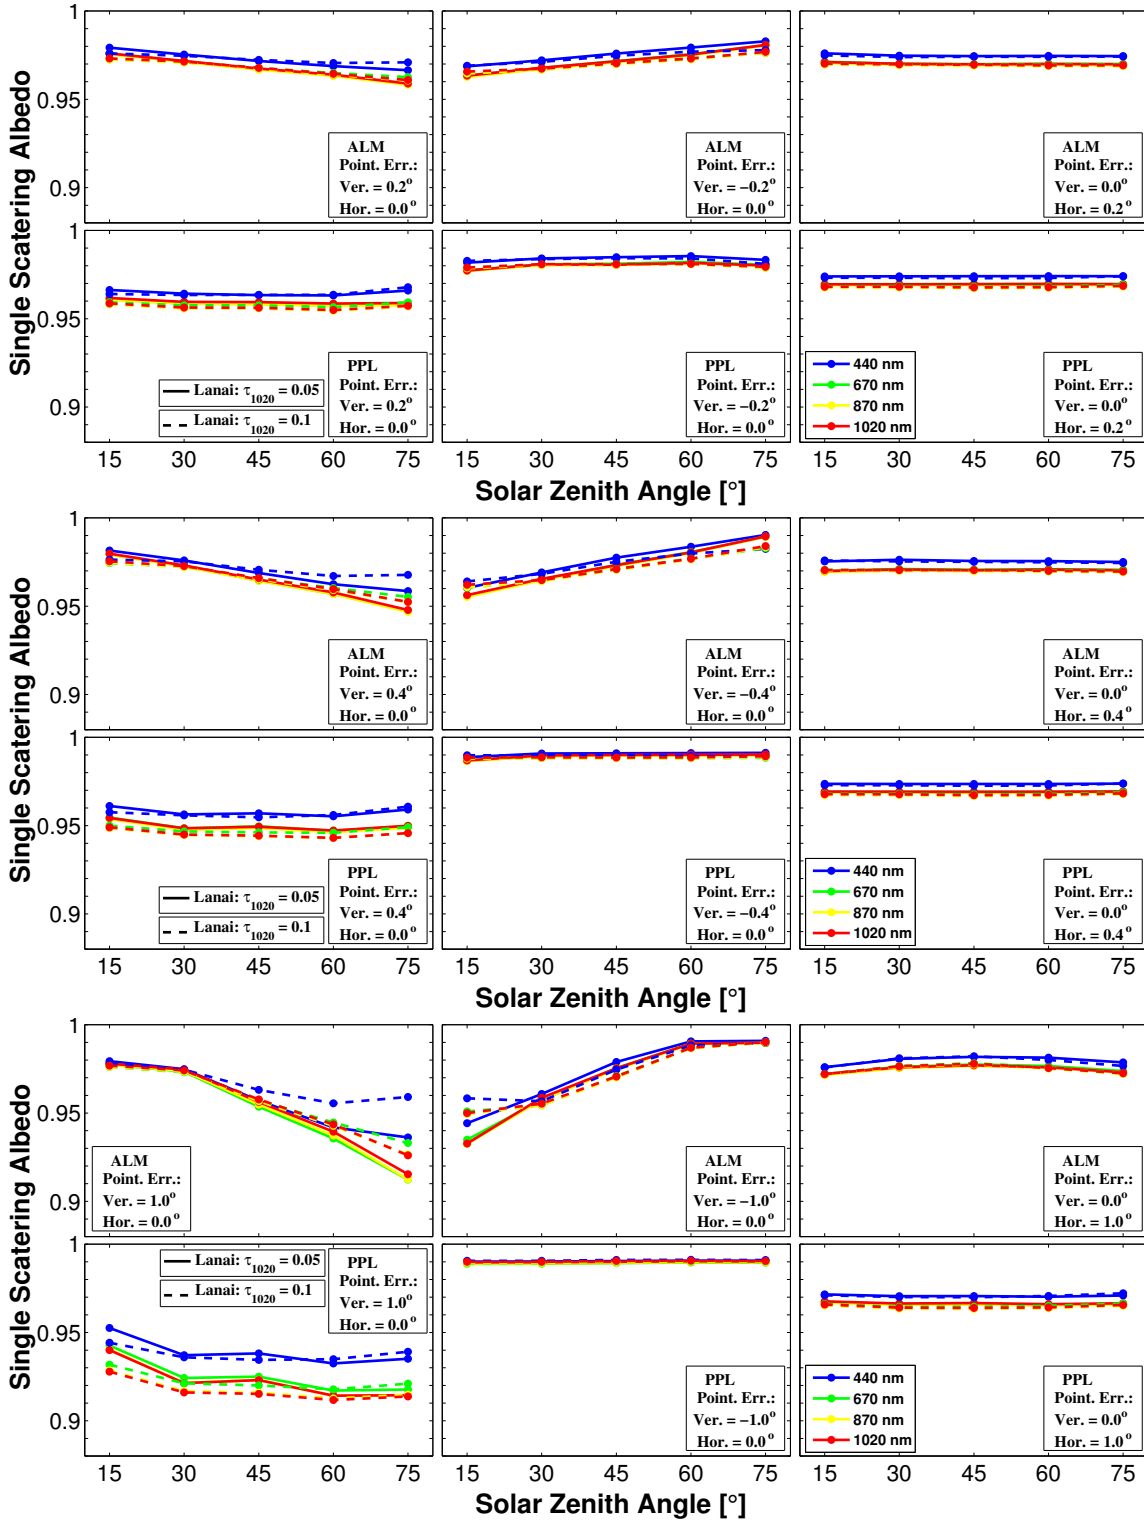 Single Scatering Albedo
1
0.95
0.9
ALM
Point. Err.:
Ver. = 0.2°
Hor. = 0.0°
ALM
Point. Err.:
Ver. = −0.2°
Hor. = 0.0°
ALM
Point. Err.:
Ver. = 0.0°
Hor. = 0.2°
0.95
0.9
Lanai: τ1020 = 0.05
Lanai: τ1020 = 0.1
PPL
Point. Err.:
Ver. = 0.2°
Hor. = 0.0°
PPL
Point. Err.:
Ver. = −0.2°
Hor. = 0.0°
440 nm
670 nm
870 nm
1020 nm
PPL
Point. Err.:
Ver. = 0.0°
Hor. = 0.2°
15 30 45 60 75 15 30 45 60 75 15 30 45 60 75
Solar Zenith Angle [°]
Single Scatering Albedo
1
0.95
0.9
ALM
Point. Err.:
Ver. = 0.4°
Hor. = 0.0°
ALM
Point. Err.:
Ver. = −0.4°
Hor. = 0.0°
ALM
Point. Err.:
Ver. = 0.0°
Hor. = 0.4°
1
0.95
0.9
Lanai: τ1020 = 0.05
Lanai: τ1020 = 0.1
PPL
Point. Err.:
Ver. = 0.4°
Hor. = 0.0°
PPL
Point. Err.:
Ver. = −0.4°
Hor. = 0.0°
440 nm
670 nm
870 nm
1020 nm
PPL
Point. Err.:
Ver. = 0.0°
Hor. = 0.4°
15 30 45 60 75 15 30 45 60 75 15 30 45 60 75
Solar Zenith Angle [°]
Single Scatering Albedo
1
0.95
0.9
ALM
Point. Err.:
Ver. = 1.0°
Hor. = 0.0°
ALM
Point. Err.:
Ver. = −1.0°
Hor. = 0.0°
ALM
Point. Err.:
Ver. = 0.0°
Hor. = 1.0°
1
0.95
0.9
Lanai: τ1020 = 0.05
Lanai: τ1020 = 0.1
PPL
Point. Err.:
Ver. = 1.0°
Hor. = 0.0°
PPL
Point. Err.:
Ver. = −1.0°
Hor. = 0.0°
440 nm
670 nm
870 nm
1020 nm
PPL
Point. Err.:
Ver. = 0.0°
Hor. = 1.0°
15 30 45 60 75 15 30 45 60 75 15 30 45 60 75
Solar Zenith Angle [°]